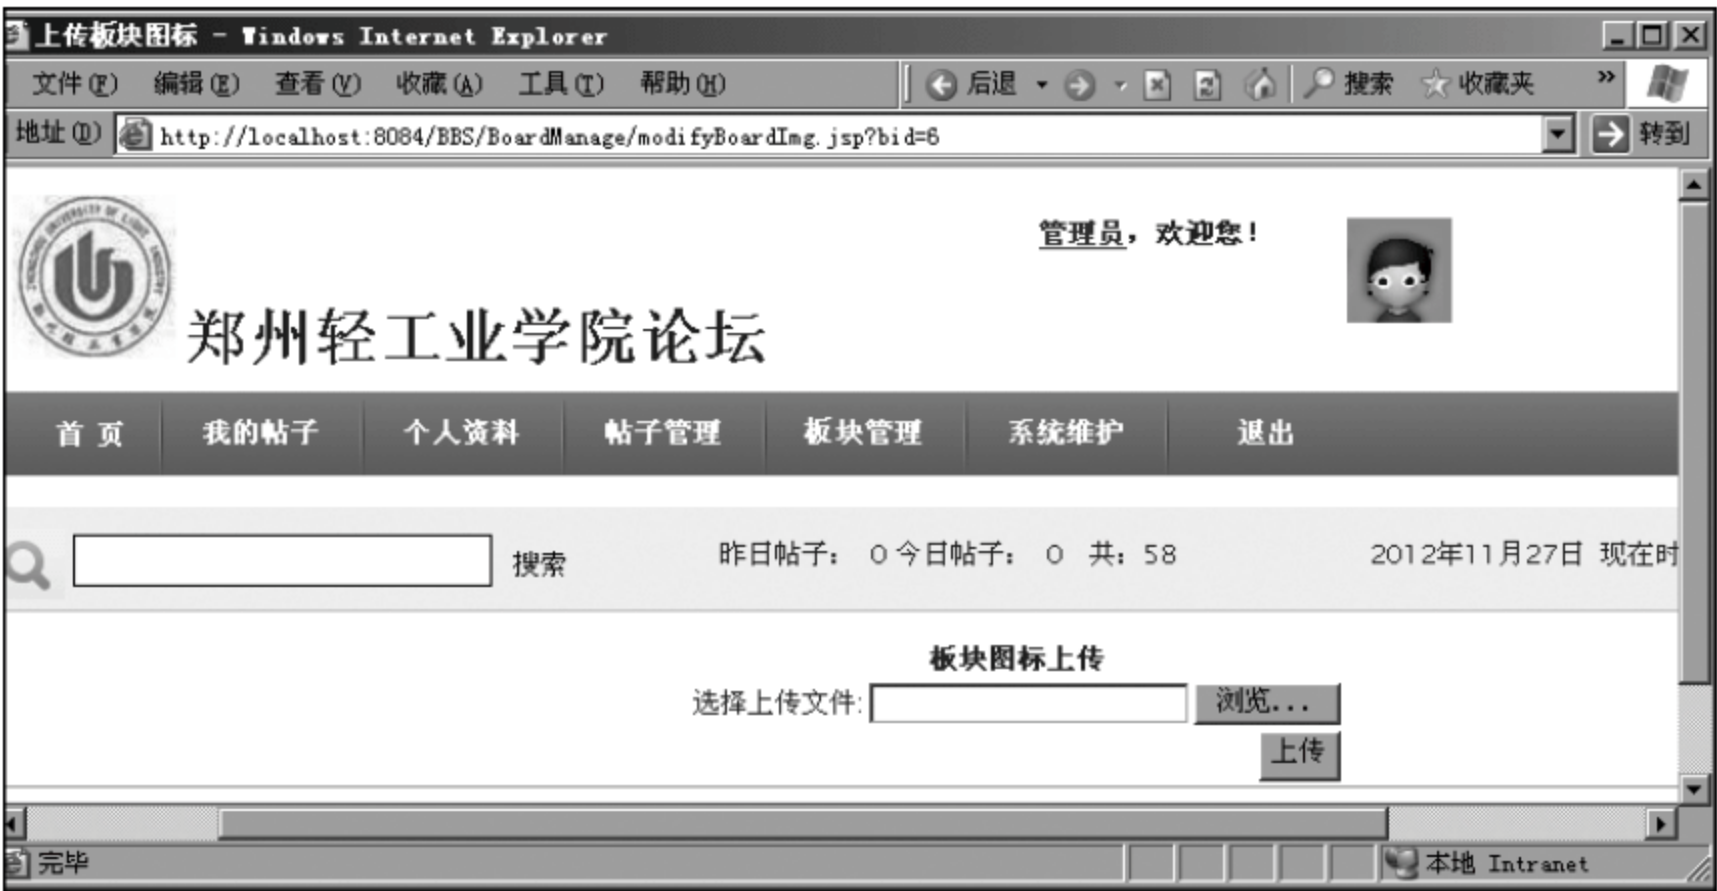 上传板块图标 - Windows Internet Explorer
文件(F) 编辑(E) 查看(V) 收藏(A) 工具(T) 帮助(H) 后退 搜索 收藏夹 »
地址(D) http://localhost:8084/BBS/BoardManage/modifyBoardImg.jsp?bid=6 转到
管理员，欢迎您！
郑州轻工业学院论坛
首 页 我的帖子 个人资料 帖子管理 板块管理 系统维护 退出
搜索 昨日帖子： 0 今日帖子： 0 共：58 2012年11月27日 现在时
板块图标上传
选择上传文件: 浏览...
上传
完毕 本地 Intranet